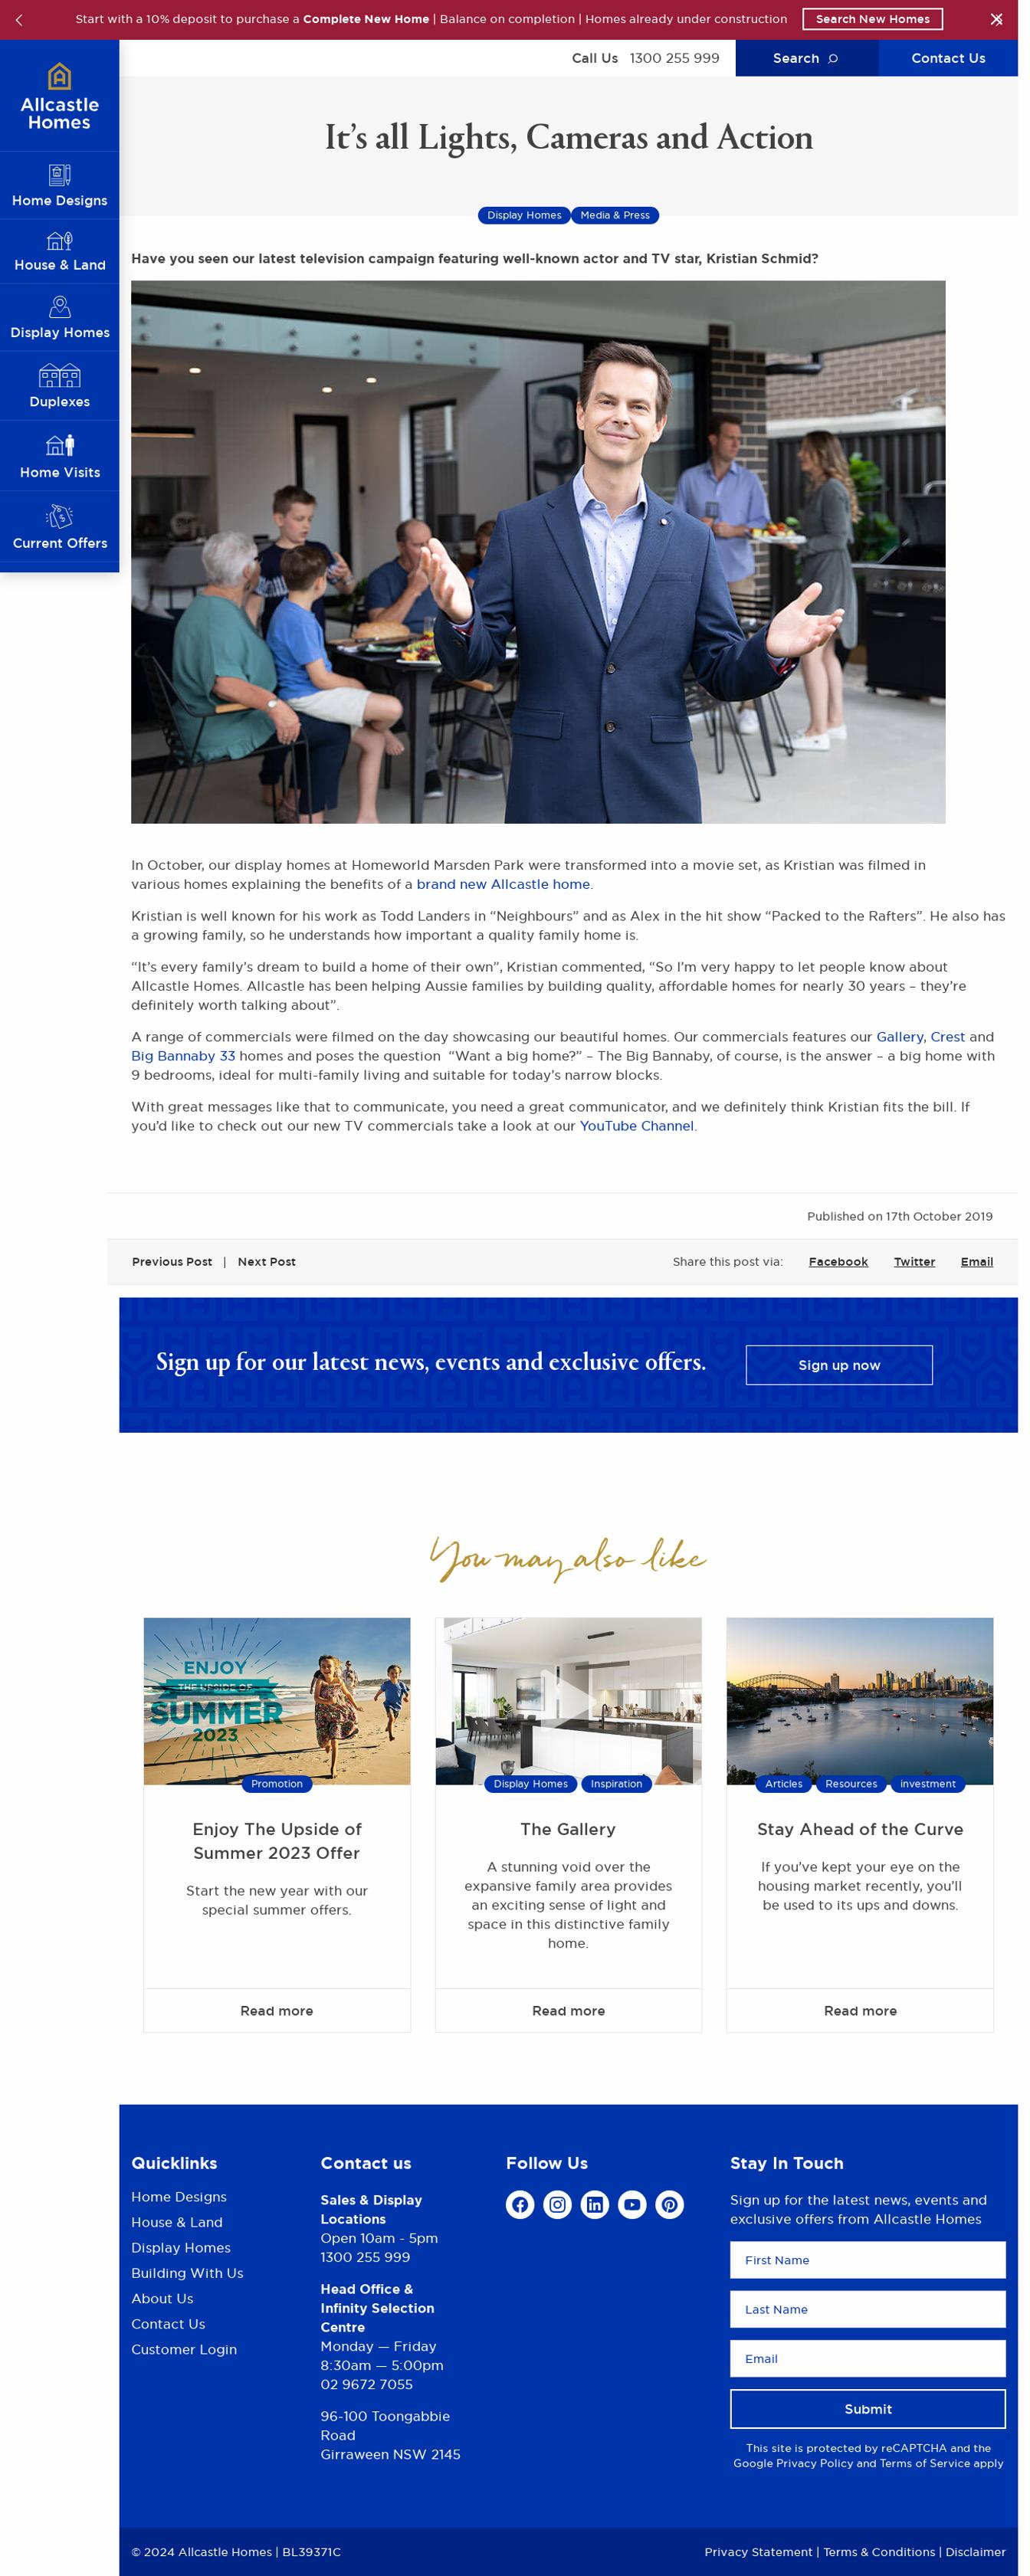 Start with a 10% deposit to purchase a Complete New Home | Balance on completion | Homes already under construction
Search New Homes
Allcastle
Homes
Call Us 1300 255 999
Search
Contact Us
Home Designs
House & Land
Display Homes
Duplexes
Home Visits
Current Offers
It’s all Lights, Cameras and Action
Display Homes
Media & Press
Have you seen our latest television campaign featuring well-known actor and TV star, Kristian Schmid?
In October, our display homes at Homeworld Marsden Park were transformed into a movie set, as Kristian was filmed in
various homes explaining the benefits of a brand new Allcastle home.
Kristian is well known for his work as Todd Landers in “Neighbours” and as Alex in the hit show “Packed to the Rafters”. He also has
a growing family, so he understands how important a quality family home is.
“It’s every family’s dream to build a home of their own”, Kristian commented, “So I’m very happy to let people know about
Allcastle Homes. Allcastle has been helping Aussie families by building quality, affordable homes for nearly 30 years – they’re
definitely worth talking about”.
A range of commercials were filmed on the day showcasing our beautiful homes. Our commercials features our Gallery, Crest and
Big Bannaby 33 homes and poses the question “Want a big home?” – The Big Bannaby, of course, is the answer – a big home with
9 bedrooms, ideal for multi-family living and suitable for today’s narrow blocks.
With great messages like that to communicate, you need a great communicator, and we definitely think Kristian fits the bill. If
you’d like to check out our new TV commercials take a look at our YouTube Channel.
Published on 17th October 2019
Previous Post | Next Post
Share this post via: Facebook Twitter Email
Sign up for our latest news, events and exclusive offers.
Sign up now
You may also like
ENJOY
THE UPSIDE OF
SUMMER
2023
Promotion
Enjoy The Upside of
Summer 2023 Offer
Start the new year with our
special summer offers.
Read more
Display Homes
Inspiration
The Gallery
A stunning void over the
expansive family area provides
an exciting sense of light and
space in this distinctive family
home.
Read more
Articles
Resources
investment
Stay Ahead of the Curve
If you’ve kept your eye on the
housing market recently, you’ll
be used to its ups and downs.
Read more
Quicklinks
Home Designs
House & Land
Display Homes
Building With Us
About Us
Contact Us
Customer Login
Contact us
Sales & Display
Locations
Open 10am - 5pm
1300 255 999
Head Office &
Infinity Selection
Centre
Monday — Friday
8:30am — 5:00pm
02 9672 7055
96-100 Toongabbie
Road
Girraween NSW 2145
Follow Us
Stay In Touch
Sign up for the latest news, events and
exclusive offers from Allcastle Homes
First Name
Last Name
Email
Submit
This site is protected by reCAPTCHA and the
Google Privacy Policy and Terms of Service apply
© 2024 Allcastle Homes | BL39371C
Privacy Statement | Terms & Conditions | Disclaimer